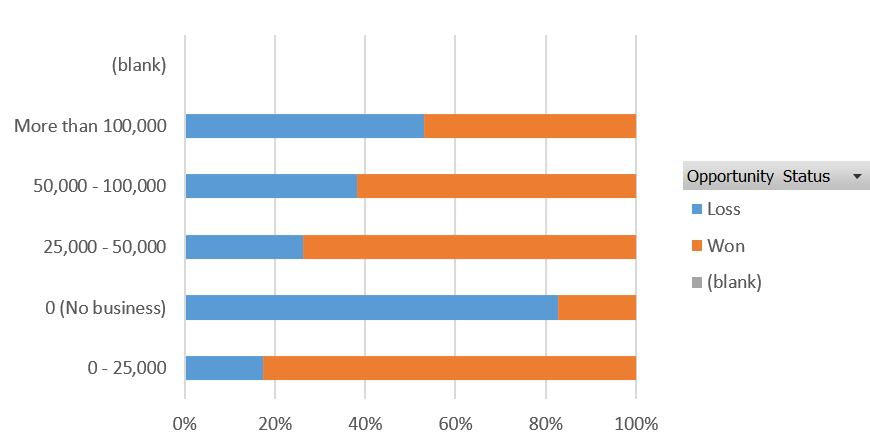 (blank)
More than 100,000
50,000 - 100,000
25,000 - 50,000
0 (No business)
0 - 25,000
0% 20% 40% 60% 80% 100%
Opportunity Status
Loss
Won
(blank)